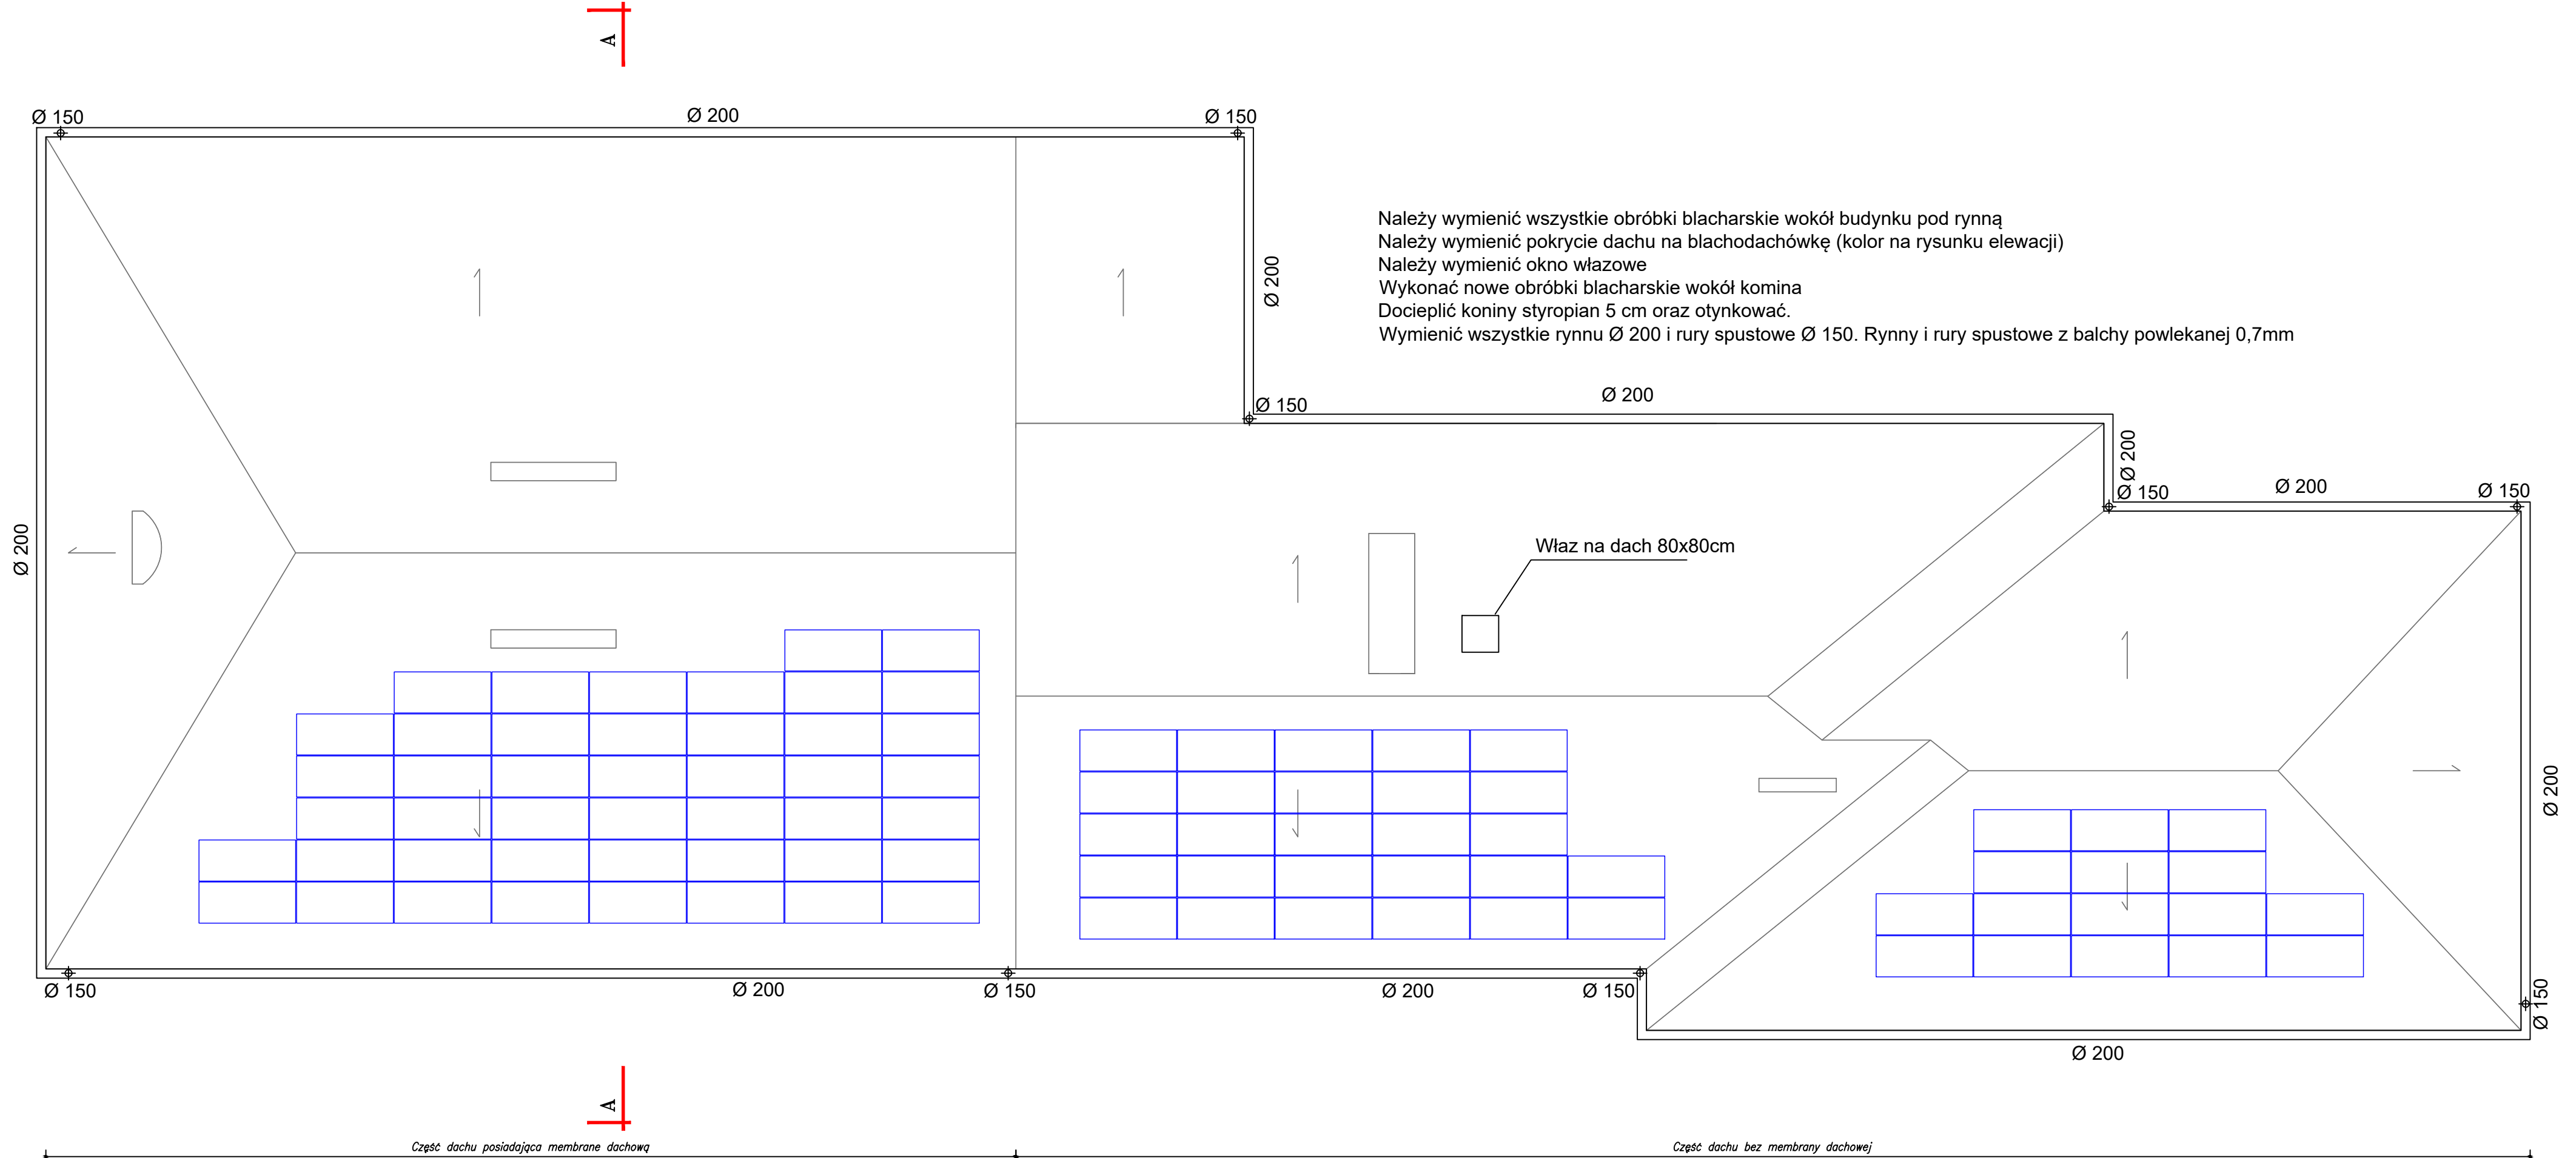 A
Ø 150
Ø 200
Ø 150
Należy wymienić wszystkie obróbki blacharskie wokół budynku pod rynną
Należy wymienić pokrycie dachu na blachodachówkę (kolor na rysunku elewacji)
Należy wymienić okno włazowe
Wykonać nowe obróbki blacharskie wokół komina
Docieplić koniny styropian 5 cm oraz otynkować.
Wymienić wszystkie rynnu Ø 200 i rury spustowe Ø 150. Rynny i rury spustowe z balchy powlekanej 0,7mm
Ø 200
Ø 150
Ø 200
Ø 200
Ø 150
Ø 200
Ø 150
Ø 200
Właz na dach 80x80cm
Ø 200
Ø 150
Ø 200
Ø 150
Ø 200
Ø 150
Ø 150
Ø 200
A
Część dachu posiadająca membrane dachową
Część dachu bez membrany dachowej